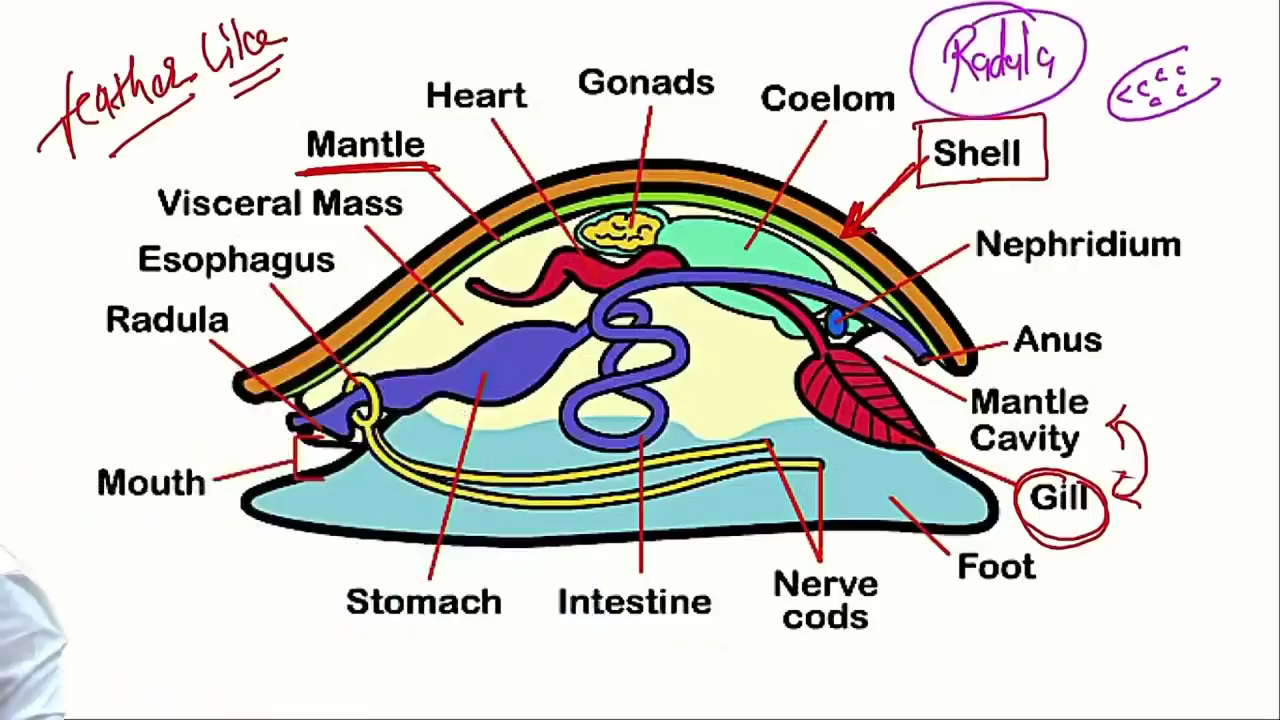 feather like
Radula
Gonads
Heart
Coelom
Mantle
Shell
Visceral Mass
Nephridium
Esophagus
Radula
Anus
Mantle
Cavity
Mouth
Gill
Foot
Nerve
cods
Stomach
Intestine